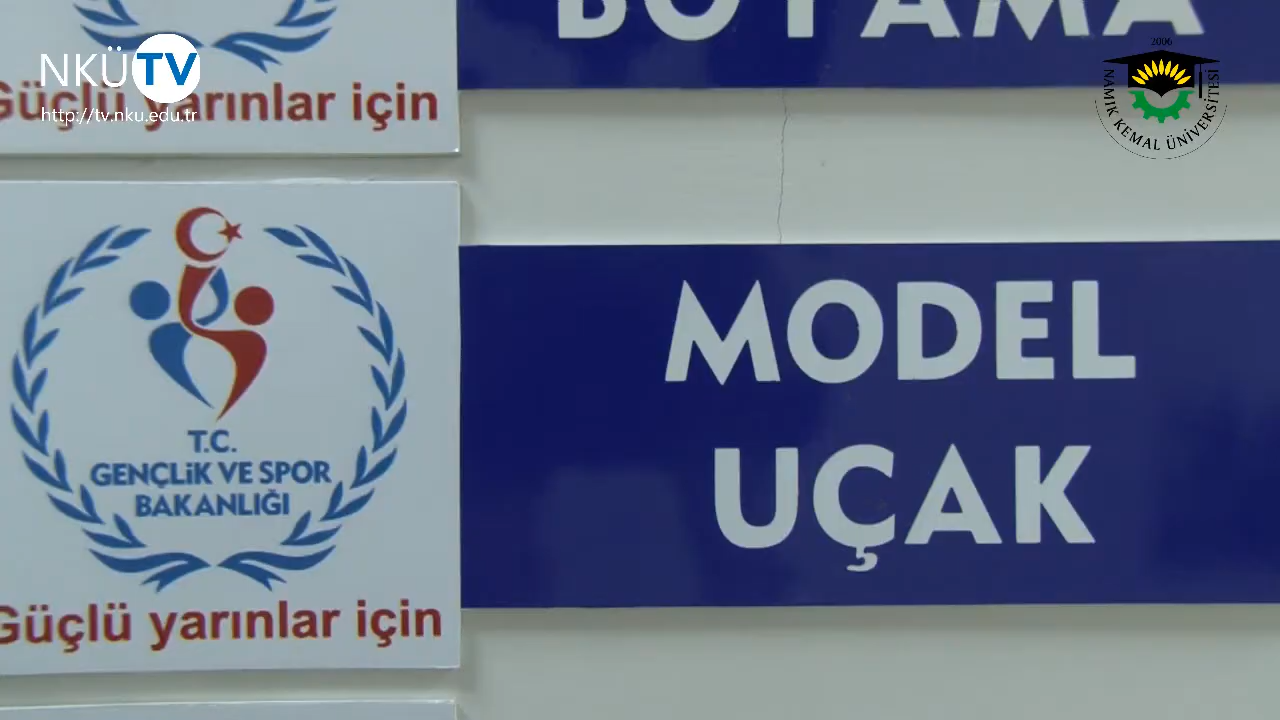 BOYAMA
NKÜTV
Güçlü yarınlar için
http://tv.nku.edu.tr
2006
NAMIK KEMAL ÜNİVERSİTESİ
MODEL
UÇAK
T.C.
GENÇLİK VE SPOR
BAKANLIĞI
Güçlü yarınlar için